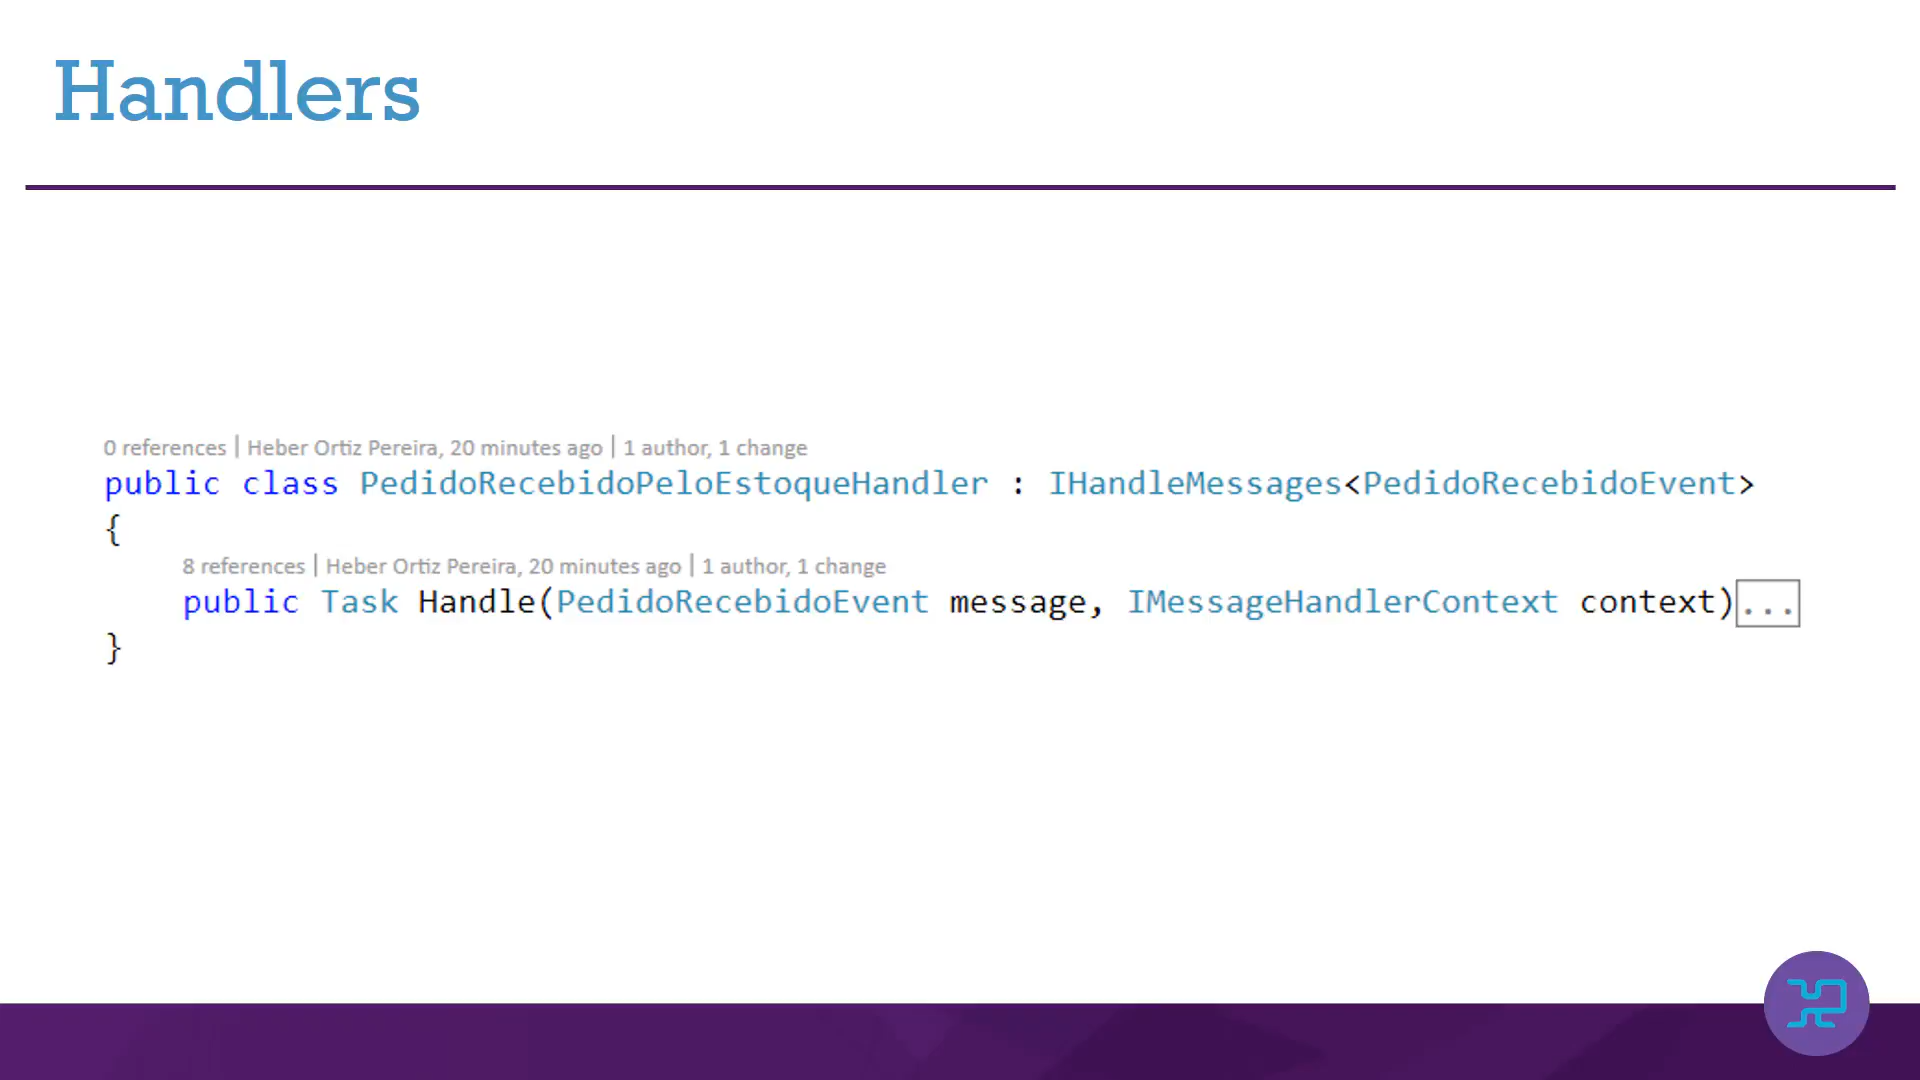 Handlers
0 references | Heber Ortiz Pereira, 20 minutes ago | 1 author, 1 change
public class PedidoRecebidoPeloEstoqueHandler : IHandleMessages<PedidoRecebidoEvent>
{
8 references | Heber Ortiz Pereira, 20 minutes ago | 1 author, 1 change
public Task Handle(PedidoRecebidoEvent message, IMessageHandlerContext context)...
}